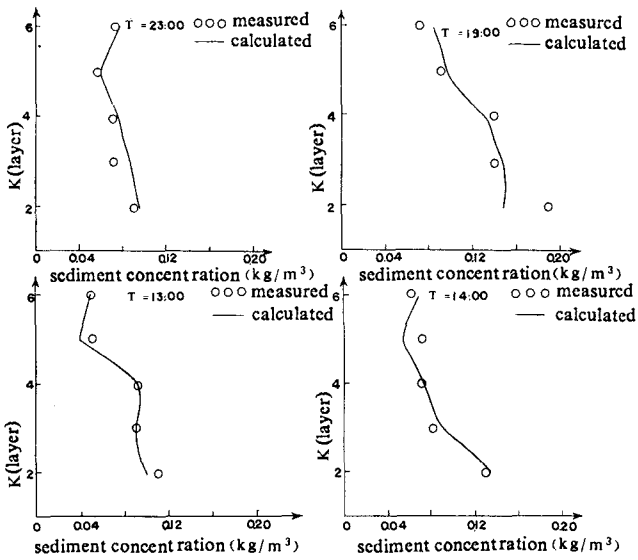 6
T = 23:00
○○○ measured
— calculated
K(layer)
4
2
0
0.04
0.12
0.20
sediment concentration (kg/m³)
6
T = 19:00
○○○ measured
— calculated
K(layer)
4
2
0
0.04
0.12
0.20
sediment concentration (kg/m³)
6
T = 13:00
○○○ measured
— calculated
K(layer)
4
2
0
0.04
0.12
0.20
sediment concentration (kg/m³)
6
T = 14:00
○○○ measured
— calculated
K(layer)
4
2
0
0.04
0.12
0.20
sediment concentration (kg/m³)